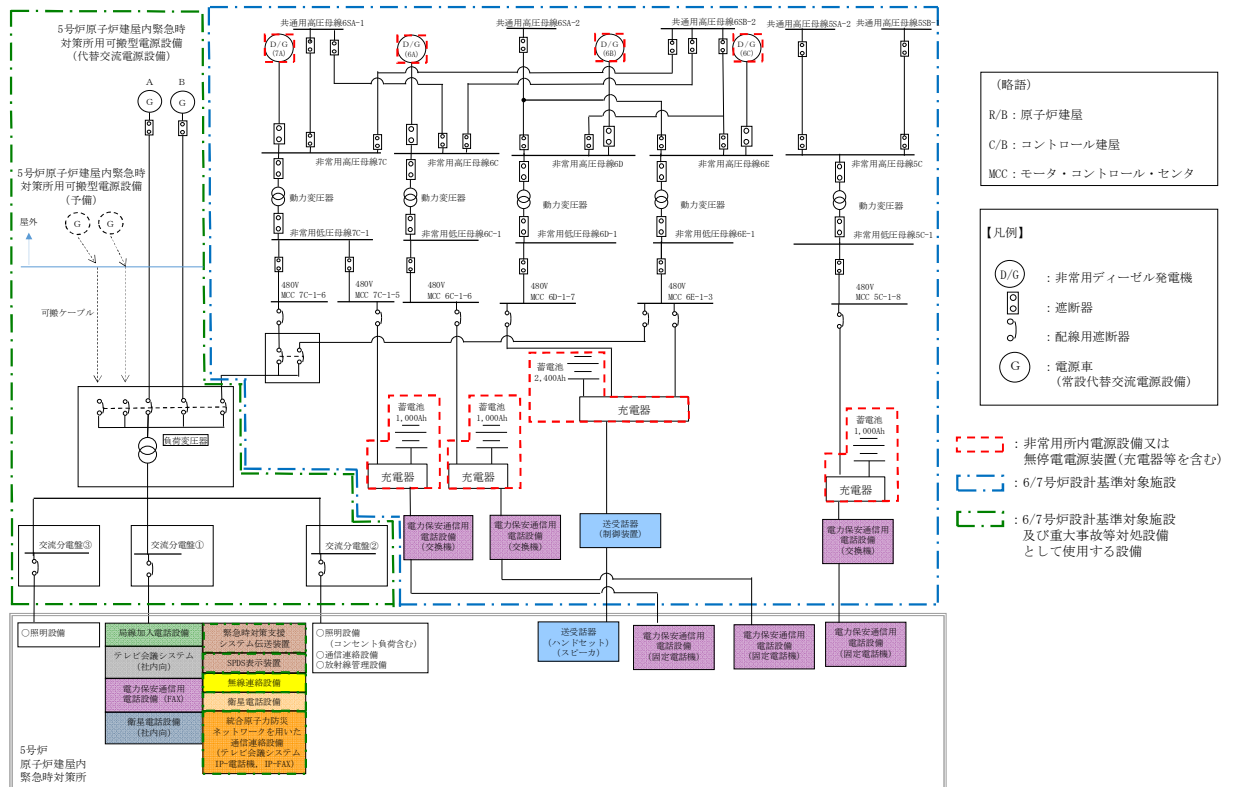 5号炉原子炉建屋内緊急時
対策所用可搬型電源設備
(代替交流電源設備)
A
B
G
G
5号炉原子炉建屋内緊急時
対策所用可搬型電源設備
(予備)
屋外
G
G
可搬ケーブル
負荷変圧器
交流分電盤③
交流分電盤①
交流分電盤②
共通用高圧母線6SA-1
共通用高圧母線6SA-2
共通用高圧母線6SB-2
共通用高圧母線5SA-2
共通用高圧母線5SB-
D/G
(7A)
D/G
(6A)
D/G
(6B)
D/G
(6C)
非常用高圧母線7C
非常用高圧母線6C
非常用高圧母線6D
非常用高圧母線6E
非常用高圧母線5C
動力変圧器
動力変圧器
動力変圧器
動力変圧器
動力変圧器
非常用低圧母線7C-1
非常用低圧母線6C-1
非常用低圧母線6D-1
非常用低圧母線6E-1
非常用低圧母線5C-1
480V
MCC 7C-1-6
480V
MCC 7C-1-5
480V
MCC 6C-1-6
480V
MCC 6D-1-7
480V
MCC 6E-1-3
480V
MCC 5C-1-8
蓄電池
2,400Ah
充電器
蓄電池
1,000Ah
充電器
蓄電池
1,000Ah
充電器
蓄電池
1,000Ah
充電器
電力保安通信用
電話設備
(交換機)
電力保安通信用
電話設備
(交換機)
送受話器
(制御装置)
電力保安通信用
電話設備
(交換機)
○照明設備
局線加入電話設備
テレビ会議システム
(社内向)
電力保安通信用
電話設備(FAX)
衛星電話設備
(社内向)
緊急時対策支援
システム伝送装置
SPDS表示装置
無線連絡設備
衛星電話設備
統合原子力防災
ネットワークを用いた
通信連絡設備
(テレビ会議システム
IP-電話機, IP-FAX)
○照明設備
(コンセント負荷含む)
○通信連絡設備
○放射線管理設備
送受話器
(ハンドセット)
(スピーカ)
電力保安通信用
電話設備
(固定電話機)
電力保安通信用
電話設備
(固定電話機)
電力保安通信用
電話設備
(固定電話機)
5号炉
原子炉建屋内
緊急時対策所
(略語)
R/B：原子炉建屋
C/B：コントロール建屋
MCC：モータ・コントロール・センタ
【凡例】
D/G ：非常用ディーゼル発電機
：遮断器
：配線用遮断器
G ：電源車
(常設代替交流電源設備)
：非常用所内電源設備又は
無停電電源装置(充電器等を含む)
：6/7号炉設計基準対象施設
：6/7号炉設計基準対象施設
及び重大事故等対処設備
として使用する設備